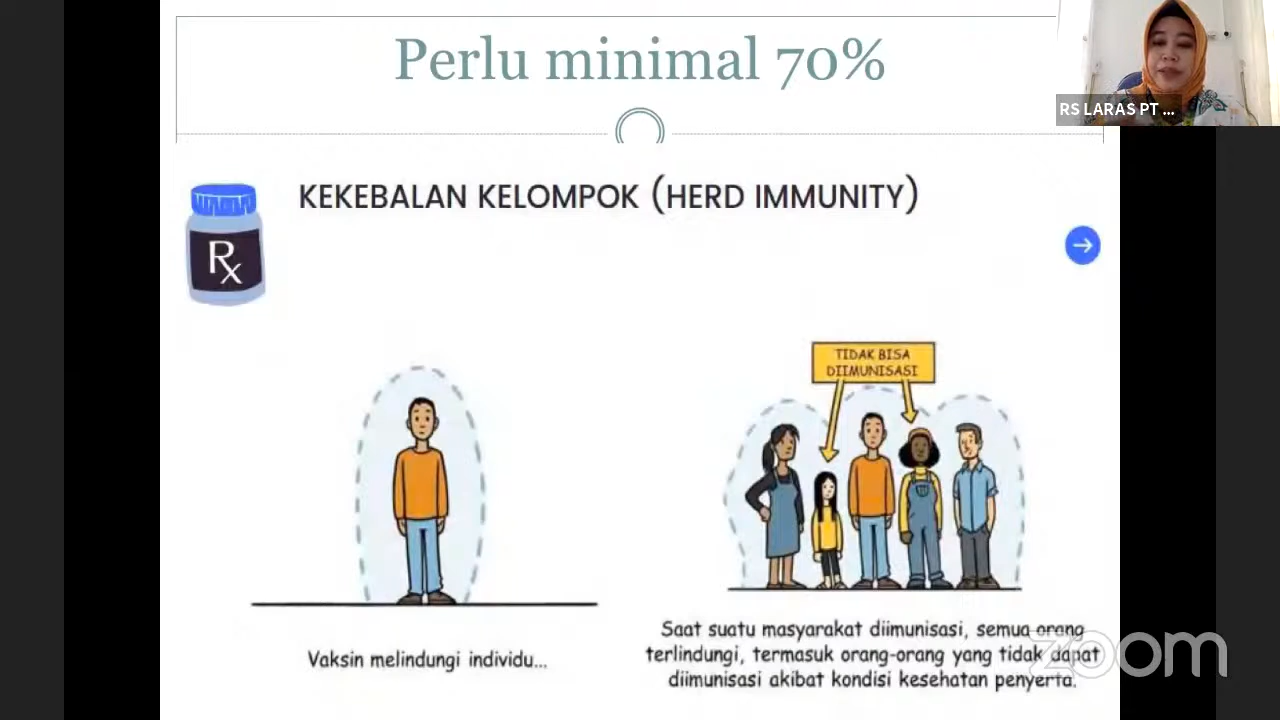 Perlu minimal 70%
RS LARAS PT ...
KEKEBALAN KELOMPOK (HERD IMMUNITY)
Rx
TIDAK BISA
DIIMUNISASI
Vaksin melindungi individu...
Saat suatu masyarakat diimunisasi, semua orang
terlindungi, termasuk orang-orang yang tidak dapat
diimunisasi akibat kondisi kesehatan penyerta.
zoom